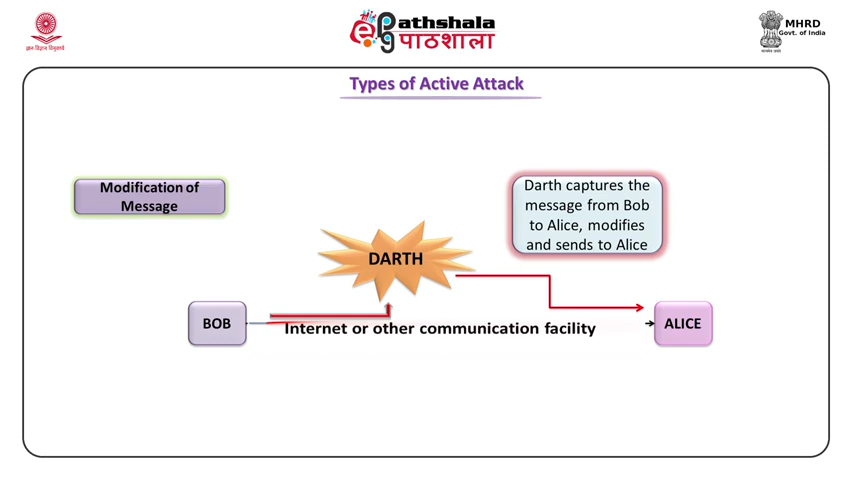 Pathshala
पाठशाला
MHRD
Govt. of India
Types of Active Attack
Modification of
Message
Darth captures the
message from Bob
to Alice, modifies
and sends to Alice
DARTH
BOB
Internet or other communication facility
ALICE